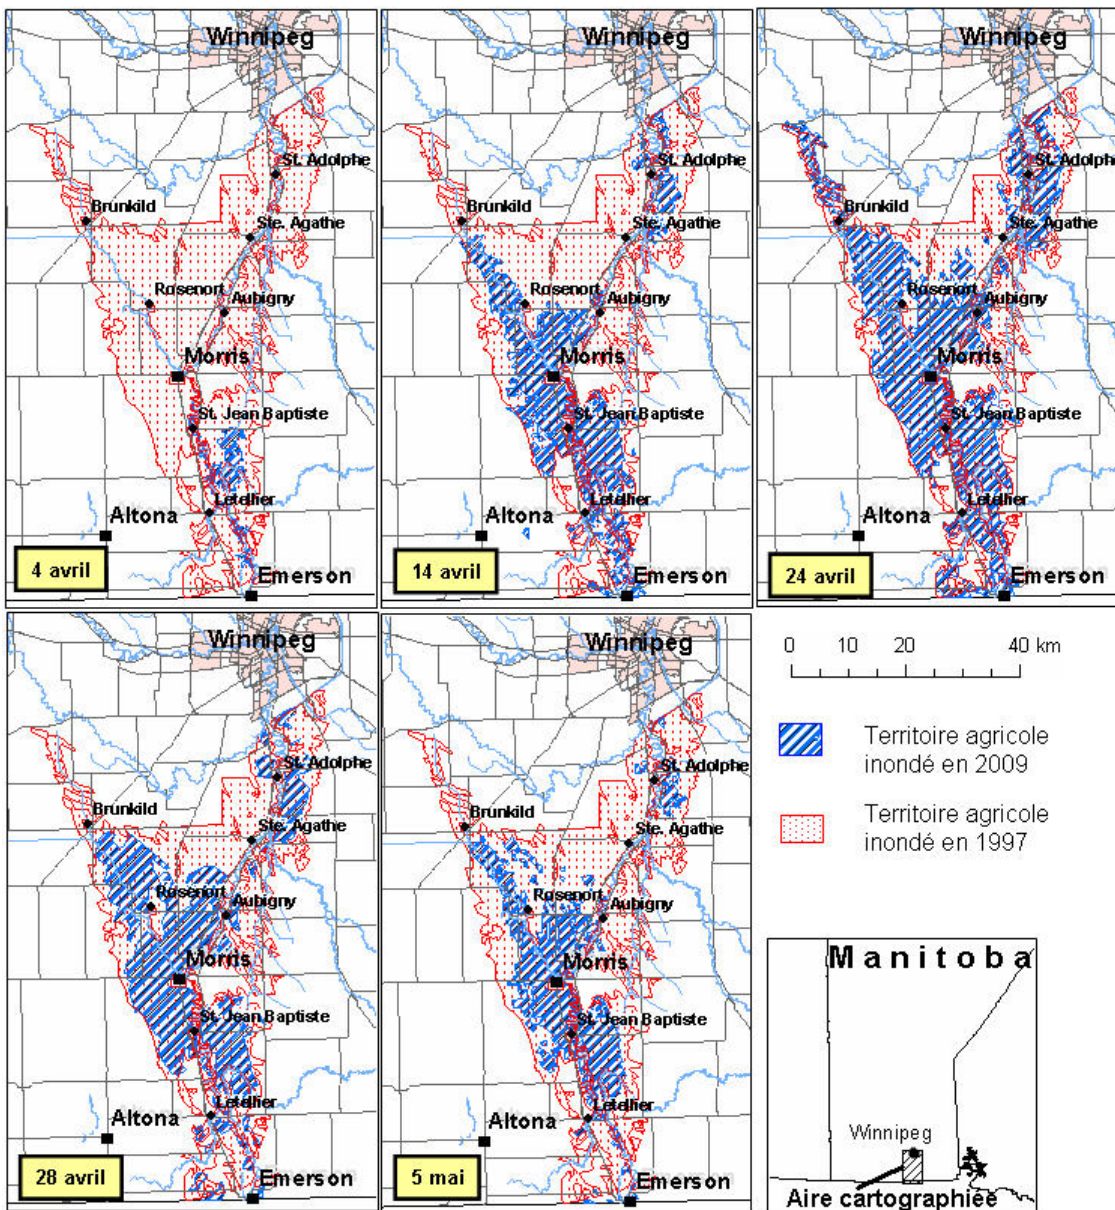 Winnipeg
St. Adolphe
Brunkild
Ste. Agathe
Rosenort
Aubigny
Morris
St. Jean Baptiste
Letellier
Altona
4 avril
Emerson
Winnipeg
St. Adolphe
Brunkild
Ste. Agathe
Rosenort
Aubigny
Morris
St. Jean Baptiste
Letellier
Altona
14 avril
Emerson
Winnipeg
St. Adolphe
Brunkild
Ste. Agathe
Rosenort
Aubigny
Morris
St. Jean Baptiste
Letellier
Altona
24 avril
Emerson
Winnipeg
St. Adolphe
Brunkild
Ste. Agathe
Rosenort
Aubigny
Morris
St. Jean Baptiste
Letellier
Altona
28 avril
Emerson
Winnipeg
St. Adolphe
Brunkild
Ste. Agathe
Rosenort
Aubigny
Morris
St. Jean Baptiste
Letellier
Altona
5 mai
Emerson
0 10 20 40 km
Territoire agricole
inondé en 2009
Territoire agricole
inondé en 1997
Manitoba
Winnipeg
Aire cartographiée